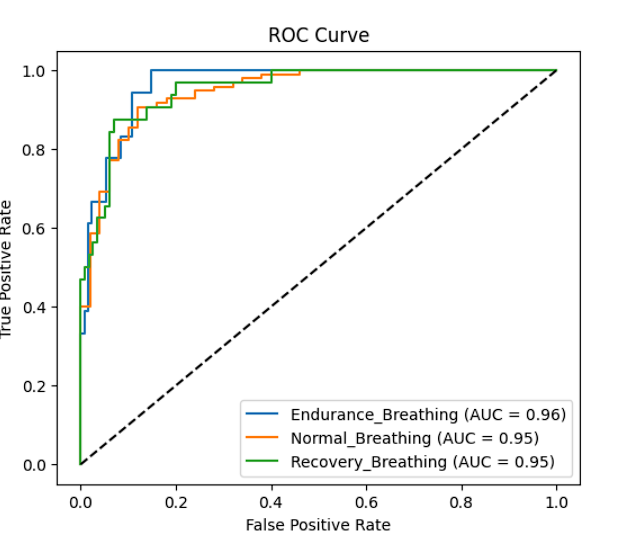 ROC Curve
1.0
0.8
0.6
0.4
0.2
0.0
True Positive Rate
Endurance_Breathing (AUC = 0.96)
Normal_Breathing (AUC = 0.95)
Recovery_Breathing (AUC = 0.95)
0.0 0.2 0.4 0.6 0.8 1.0
False Positive Rate